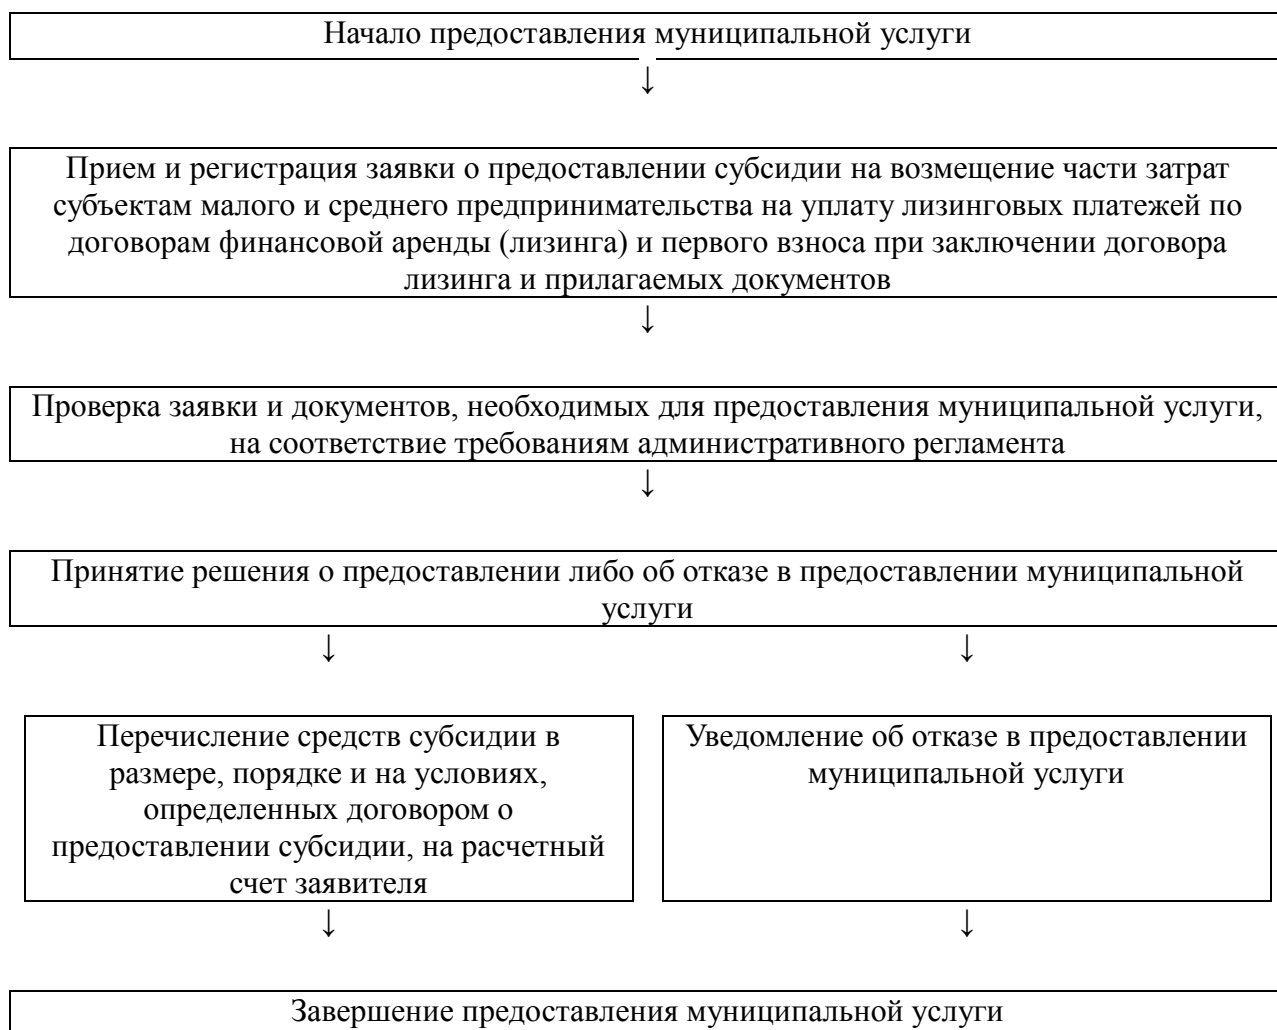 Начало предоставления муниципальной услуги
↓
Прием и регистрация заявки о предоставлении субсидии на возмещение части затрат
субъектам малого и среднего предпринимательства на уплату лизинговых платежей по
договорам финансовой аренды (лизинга) и первого взноса при заключении договора
лизинга и прилагаемых документов
↓
Проверка заявки и документов, необходимых для предоставления муниципальной услуги,
на соответствие требованиям административного регламента
↓
Принятие решения о предоставлении либо об отказе в предоставлении муниципальной
услуги
↓ ↓
Перечисление средств субсидии в
размере, порядке и на условиях,
определенных договором о
предоставлении субсидии, на расчетный
счет заявителя
Уведомление об отказе в предоставлении
муниципальной услуги
↓ ↓
Завершение предоставления муниципальной услуги